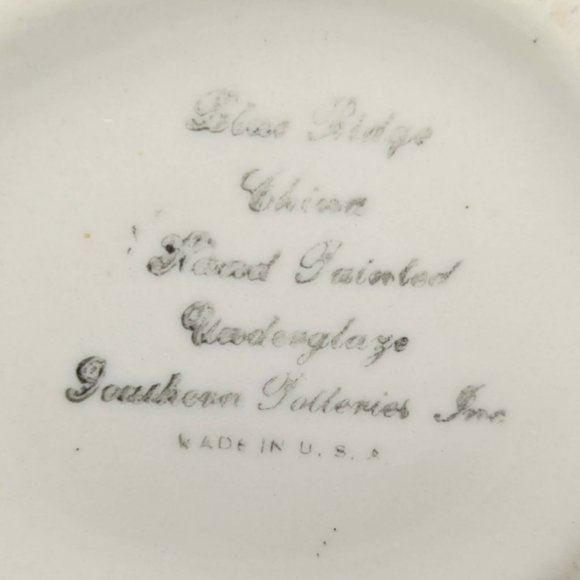 Blue Ridge
China
Hand Painted
Underglaze
Southern Potteries Inc
MADE IN U. S. A